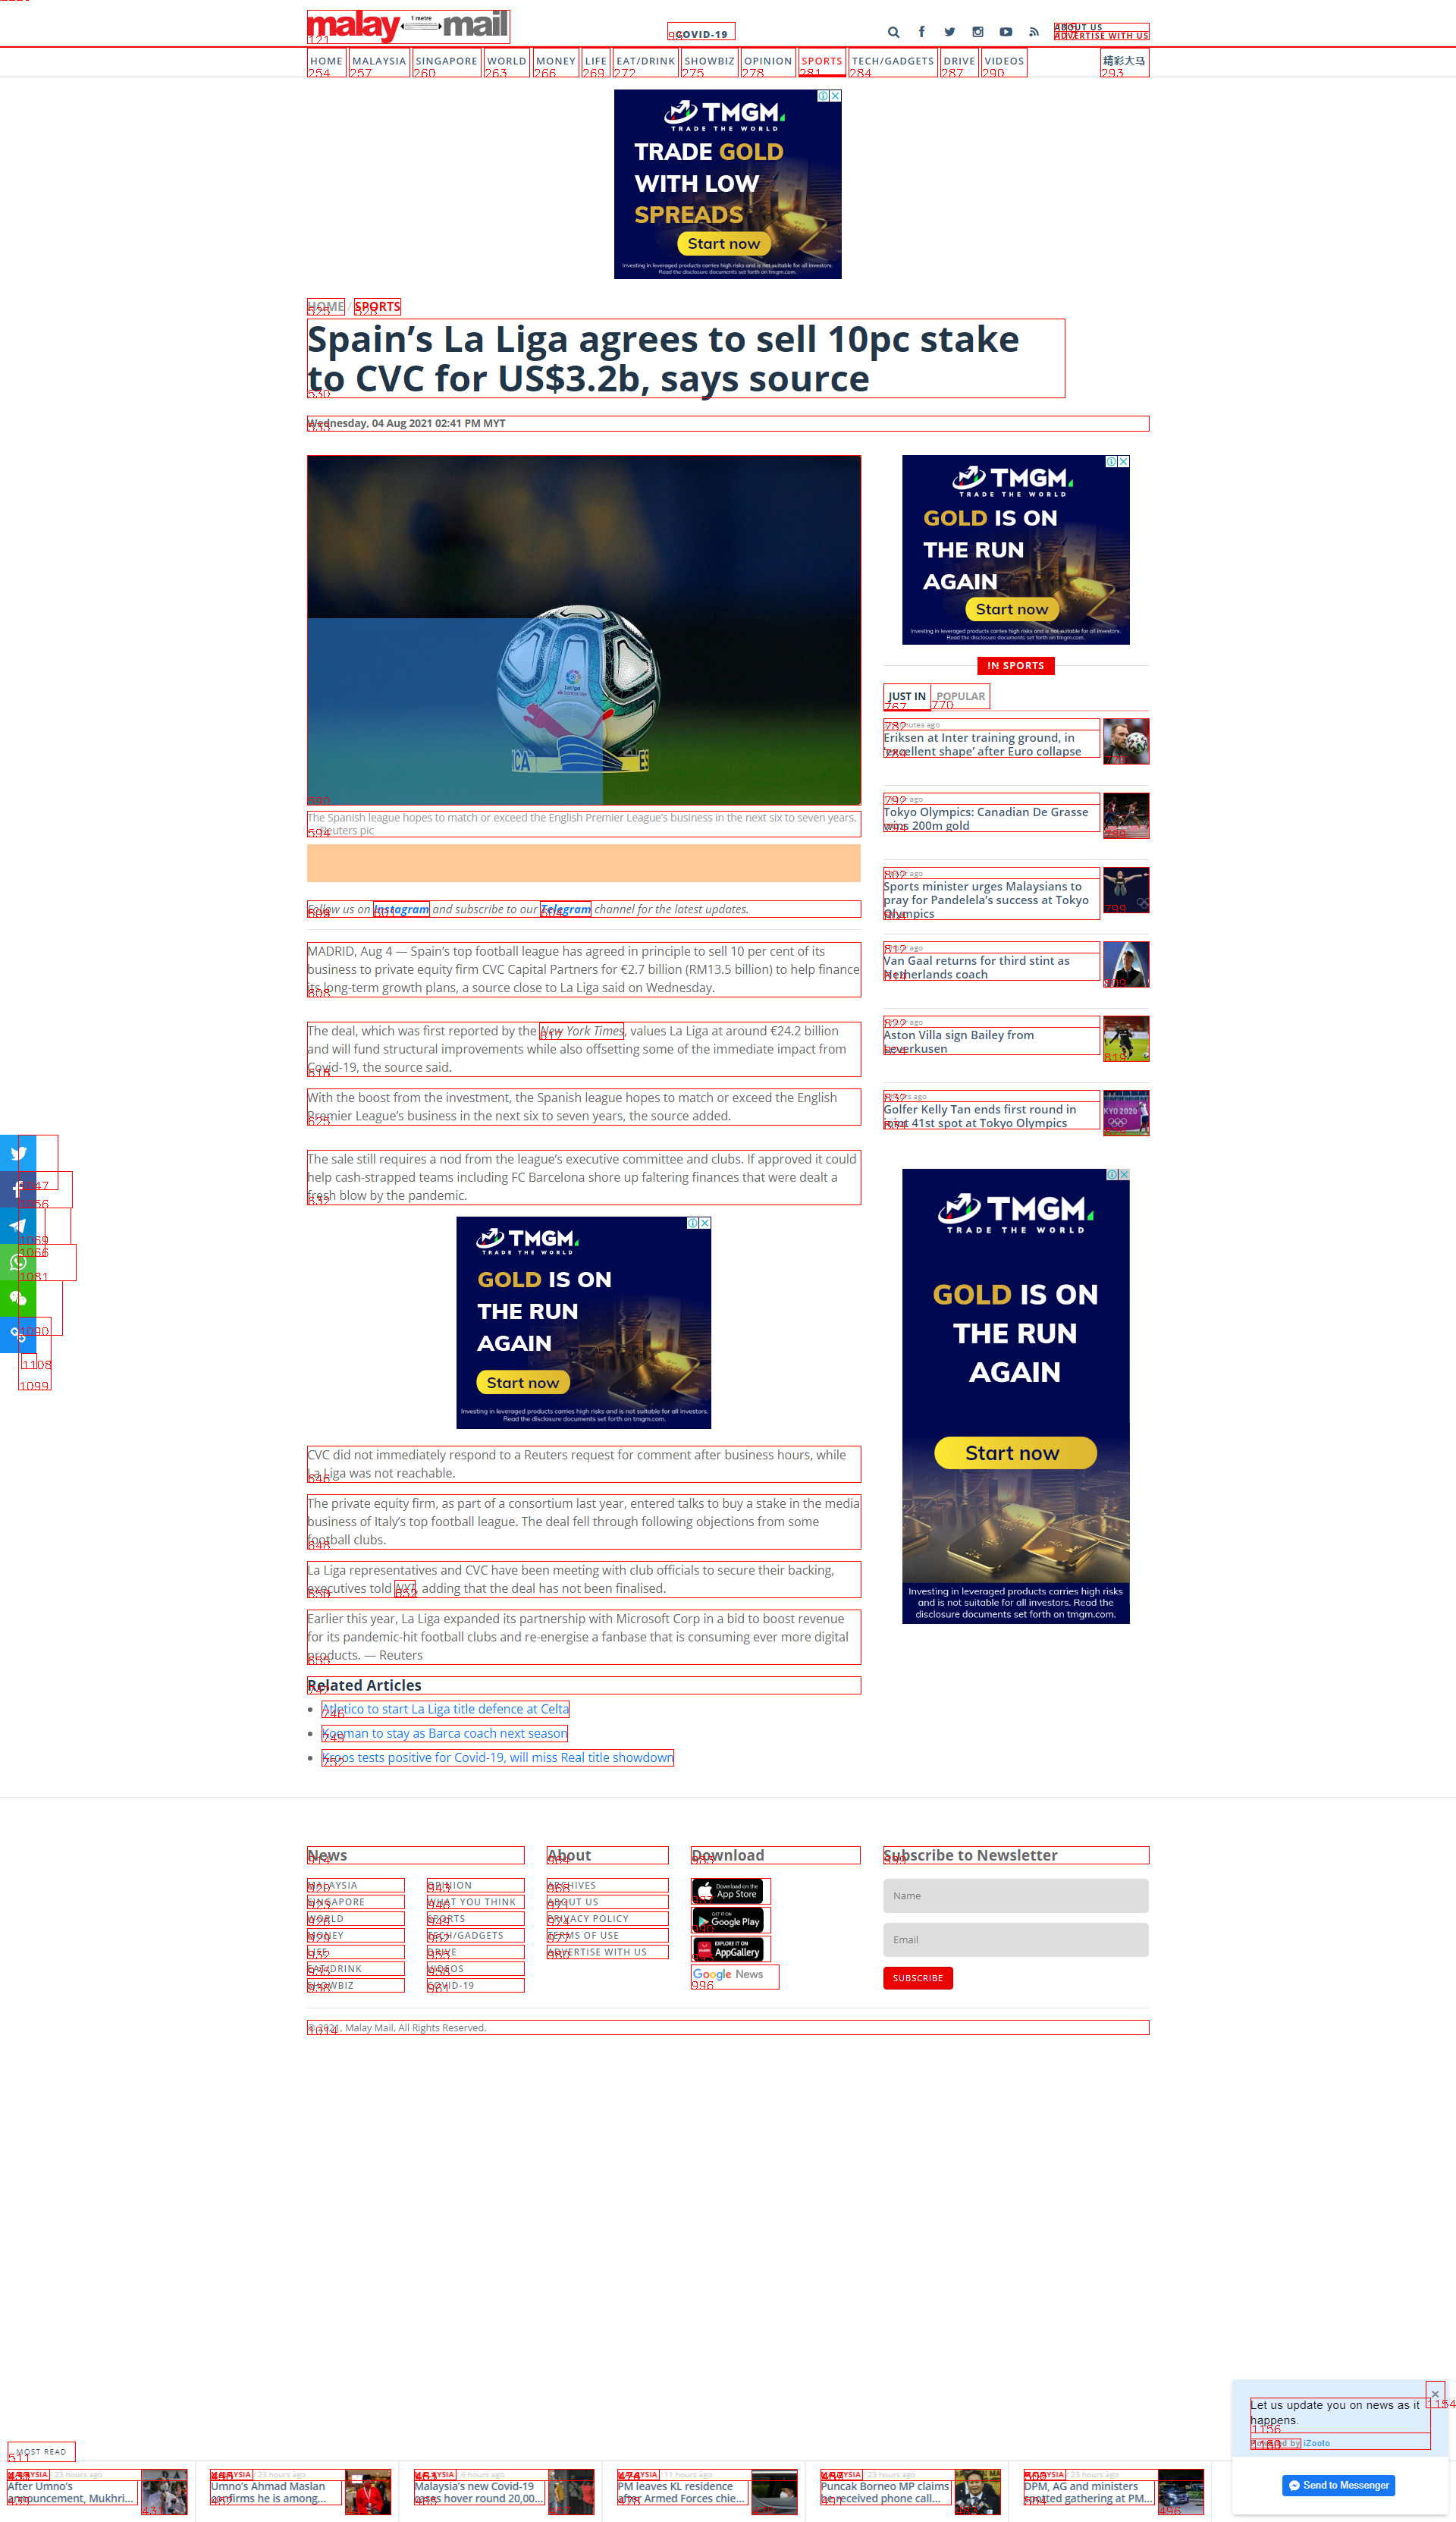 malay mail
1 metre
COVID-19
ABOUT US
ADVERTISE WITH US
HOME MALAYSIA SINGAPORE WORLD MONEY LIFE EAT/DRINK SHOWBIZ OPINION SPORTS TECH/GADGETS DRIVE VIDEOS 精彩大马
TMGM.
TRADE THE WORLD
TRADE GOLD
WITH LOW
SPREADS
Start now
Investing in leveraged products carries high risks and is not suitable for all investors.
Read the disclosure documents set forth on tmgm.com.
HOME / SPORTS
Spain’s La Liga agrees to sell 10pc stake
to CVC for US$3.2b, says source
Wednesday, 04 Aug 2021 02:41 PM MYT
The Spanish league hopes to match or exceed the English Premier League’s business in the next six to seven years.
— Reuters pic
Follow us on Instagram and subscribe to our Telegram channel for the latest updates.
MADRID, Aug 4 — Spain’s top football league has agreed in principle to sell 10 per cent of its
business to private equity firm CVC Capital Partners for €2.7 billion (RM13.5 billion) to help finance
its long-term growth plans, a source close to La Liga said on Wednesday.
The deal, which was first reported by the New York Times, values La Liga at around €24.2 billion
and will fund structural improvements while also offsetting some of the immediate impact from
Covid-19, the source said.
With the boost from the investment, the Spanish league hopes to match or exceed the English
Premier League’s business in the next six to seven years, the source added.
The sale still requires a nod from the league’s executive committee and clubs. If approved it could
help cash-strapped teams including FC Barcelona shore up faltering finances that were dealt a
fresh blow by the pandemic.
TMGM.
TRADE THE WORLD
GOLD IS ON
THE RUN
AGAIN
Start now
Investing in leveraged products carries high risks and is not suitable for all investors.
Read the disclosure documents set forth on tmgm.com.
CVC did not immediately respond to a Reuters request for comment after business hours, while
La Liga was not reachable.
The private equity firm, as part of a consortium last year, entered talks to buy a stake in the media
business of Italy’s top football league. The deal fell through following objections from some
football clubs.
La Liga representatives and CVC have been meeting with club officials to secure their backing,
executives told NYT, adding that the deal has not been finalised.
Earlier this year, La Liga expanded its partnership with Microsoft Corp in a bid to boost revenue
for its pandemic-hit football clubs and re-energise a fanbase that is consuming ever more digital
products. — Reuters
Related Articles
Atletico to start La Liga title defence at Celta
Koeman to stay as Barca coach next season
Kroos tests positive for Covid-19, will miss Real title showdown
TMGM.
TRADE THE WORLD
GOLD IS ON
THE RUN
AGAIN
Start now
Investing in leveraged products carries high risks and is not suitable for all investors.
Read the disclosure documents set forth on tmgm.com.
IN SPORTS
JUST IN POPULAR
minutes ago
Eriksen at Inter training ground, in
‘excellent shape’ after Euro collapse
ago
Tokyo Olympics: Canadian De Grasse
wins 200m gold
ago
Sports minister urges Malaysians to
pray for Pandelela’s success at Tokyo
Olympics
ago
Van Gaal returns for third stint as
Netherlands coach
ago
Aston Villa sign Bailey from
Leverkusen
ago
Golfer Kelly Tan ends first round in
joint 41st spot at Tokyo Olympics
TMGM.
TRADE THE WORLD
GOLD IS ON
THE RUN
AGAIN
Start now
Investing in leveraged products carries high risks
and is not suitable for all investors. Read the
disclosure documents set forth on tmgm.com.
News
MALAYSIA
SINGAPORE
WORLD
MONEY
LIFE
EAT/DRINK
SHOWBIZ
OPINION
WHAT YOU THINK
SPORTS
TECH/GADGETS
DRIVE
VIDEOS
COVID-19
About
ARCHIVES
ABOUT US
PRIVACY POLICY
TERMS OF USE
ADVERTISE WITH US
Download
Download on the
App Store
GET IT ON
Google Play
EXPLORE IT ON
AppGallery
Google News
Subscribe to Newsletter
Name
Email
SUBSCRIBE
© 2021, Malay Mail, All Rights Reserved.
Let us update you on news as it
happens.
Powered by iZooto
Send to Messenger
MOST READ
MALAYSIA 23 hours ago
After Umno’s
announcement, Mukhri...
MALAYSIA 23 hours ago
Umno’s Ahmad Maslan
confirms he is among...
MALAYSIA 6 hours ago
Malaysia’s new Covid-19
cases hover round 20,00...
MALAYSIA 11 hours ago
PM leaves KL residence
after Armed Forces chie...
MALAYSIA 23 hours ago
Puncak Borneo MP claims
he received phone call...
MALAYSIA 23 hours ago
DPM, AG and ministers
spotted gathering at PM...